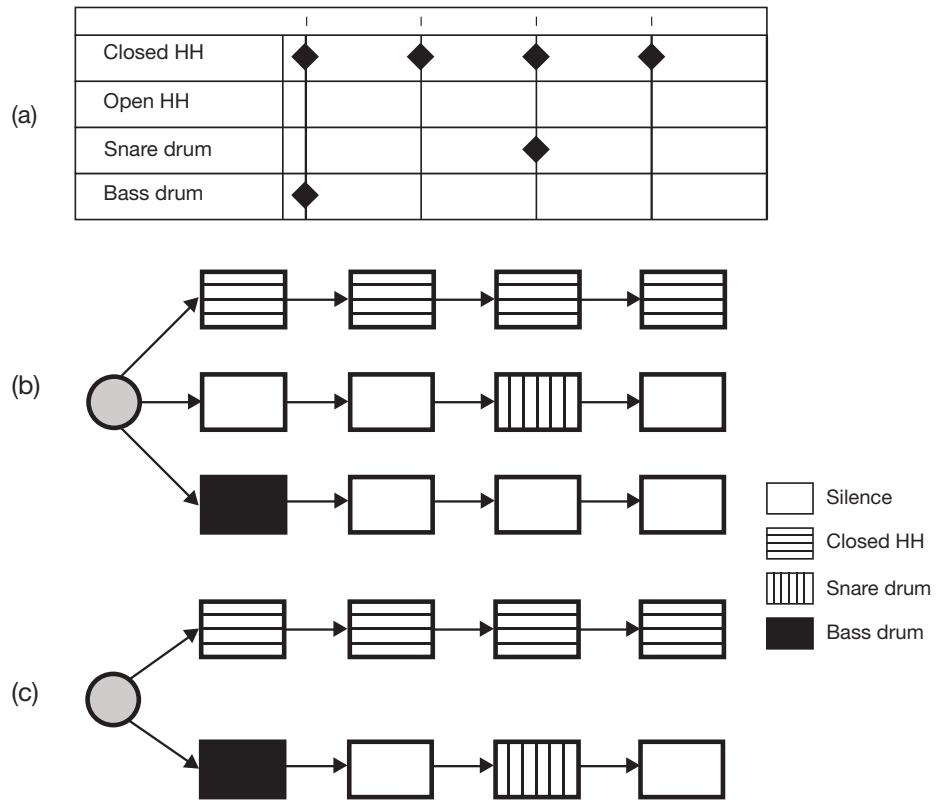 (a)
Closed HH
Open HH
Snare drum
Bass drum
(b)
Silence
Closed HH
Snare drum
Bass drum
(c)